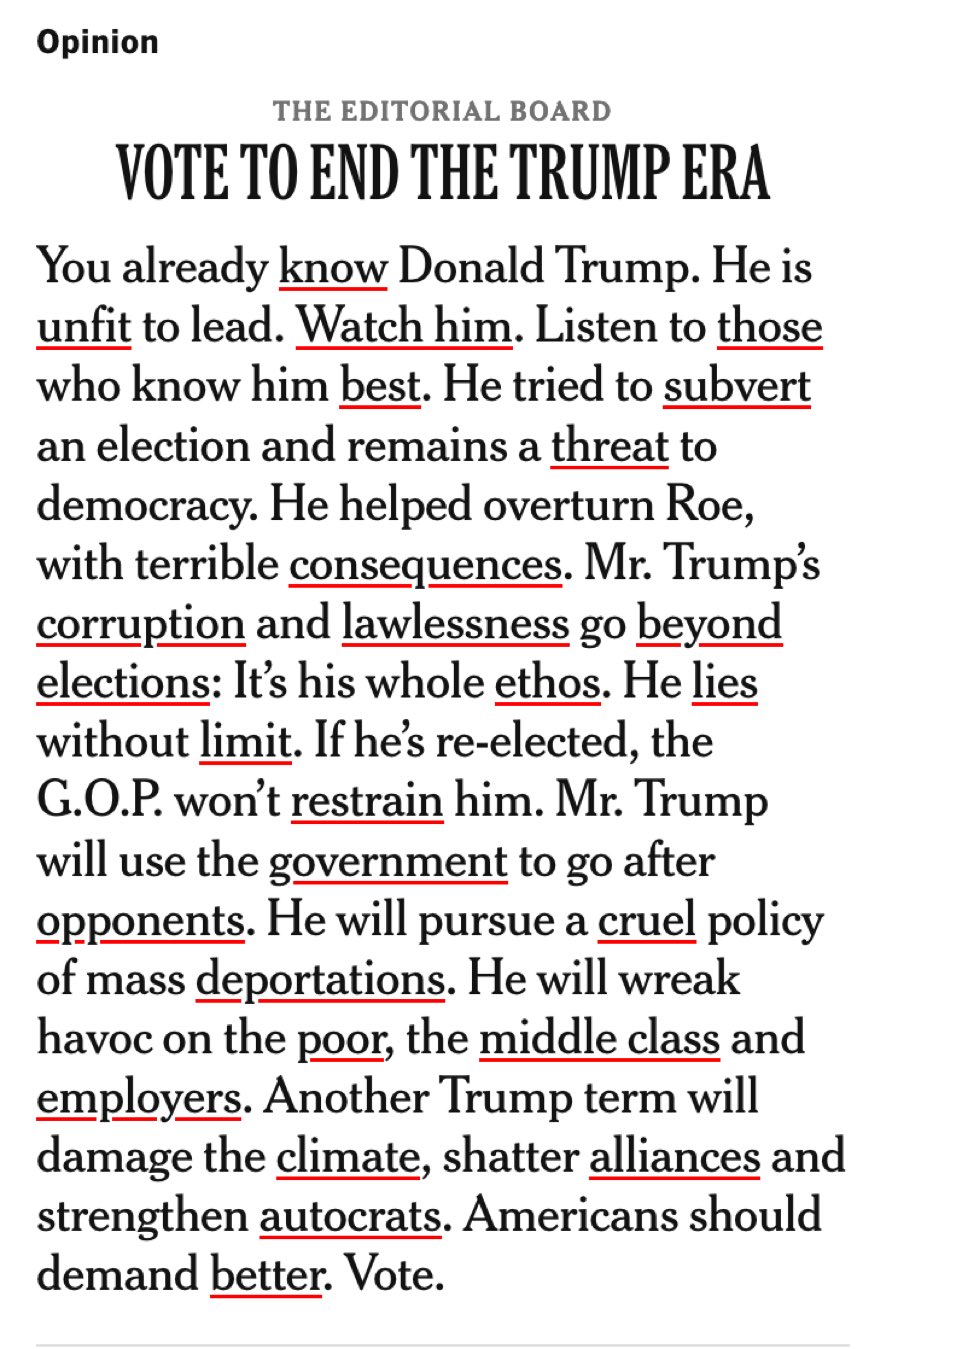 Opinion
THE EDITORIAL BOARD
VOTE TO END THE TRUMP ERA
You already know Donald Trump. He is
unfit to lead. Watch him. Listen to those
who know him best. He tried to subvert
an election and remains a threat to
democracy. He helped overturn Roe,
with terrible consequences. Mr. Trump’s
corruption and lawlessness go beyond
elections: It’s his whole ethos. He lies
without limit. If he’s re-elected, the
G.O.P. won’t restrain him. Mr. Trump
will use the government to go after
opponents. He will pursue a cruel policy
of mass deportations. He will wreak
havoc on the poor, the middle class and
employers. Another Trump term will
damage the climate, shatter alliances and
strengthen autocrats. Americans should
demand better. Vote.